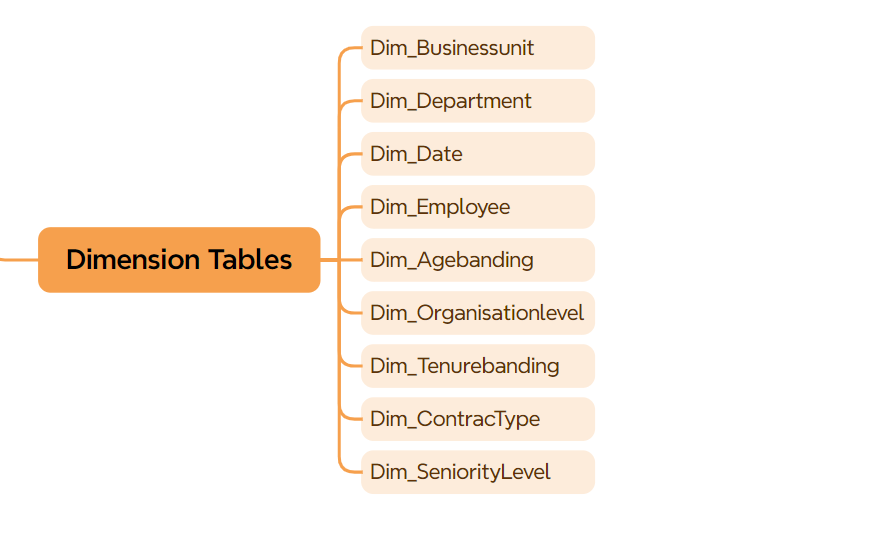 Dimension Tables
Dim_Businessunit
Dim_Department
Dim_Date
Dim_Employee
Dim_Agebanding
Dim_Organisationlevel
Dim_Tenurebanding
Dim_ContracType
Dim_SeniorityLevel